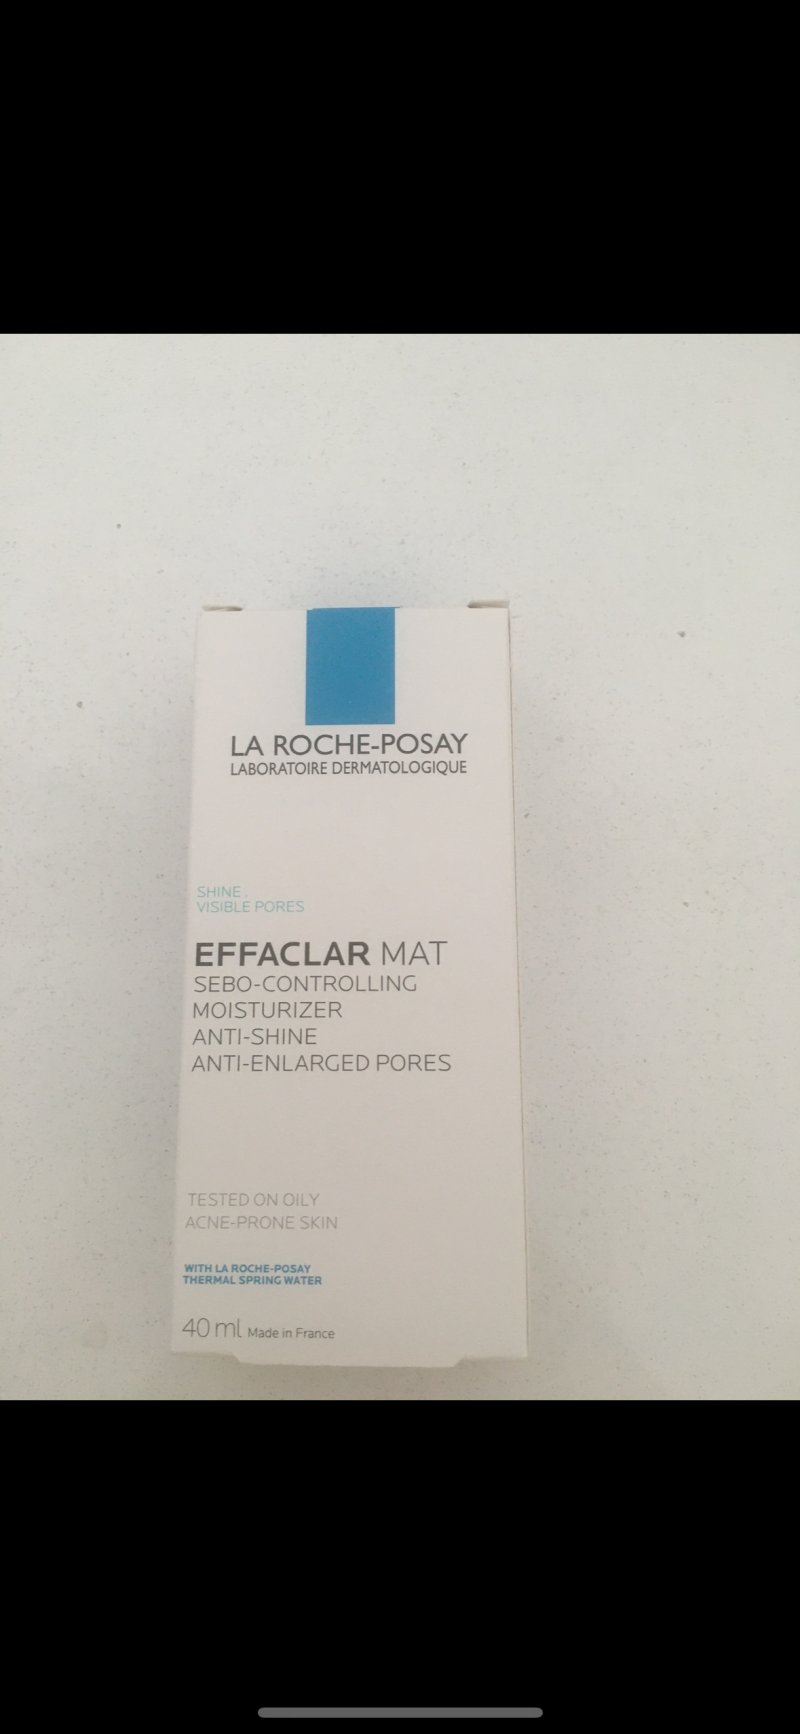 LA ROCHE-POSAY
LABORATOIRE DERMATOLOGIQUE
SHINE.
VISIBLE PORES
EFFACLAR MAT
SEBO-CONTROLLING
MOISTURIZER
ANTI-SHINE
ANTI-ENLARGED PORES
TESTED ON OILY
ACNE-PRONE SKIN
WITH LA ROCHE-POSAY
THERMAL SPRING WATER
40 ml Made in France